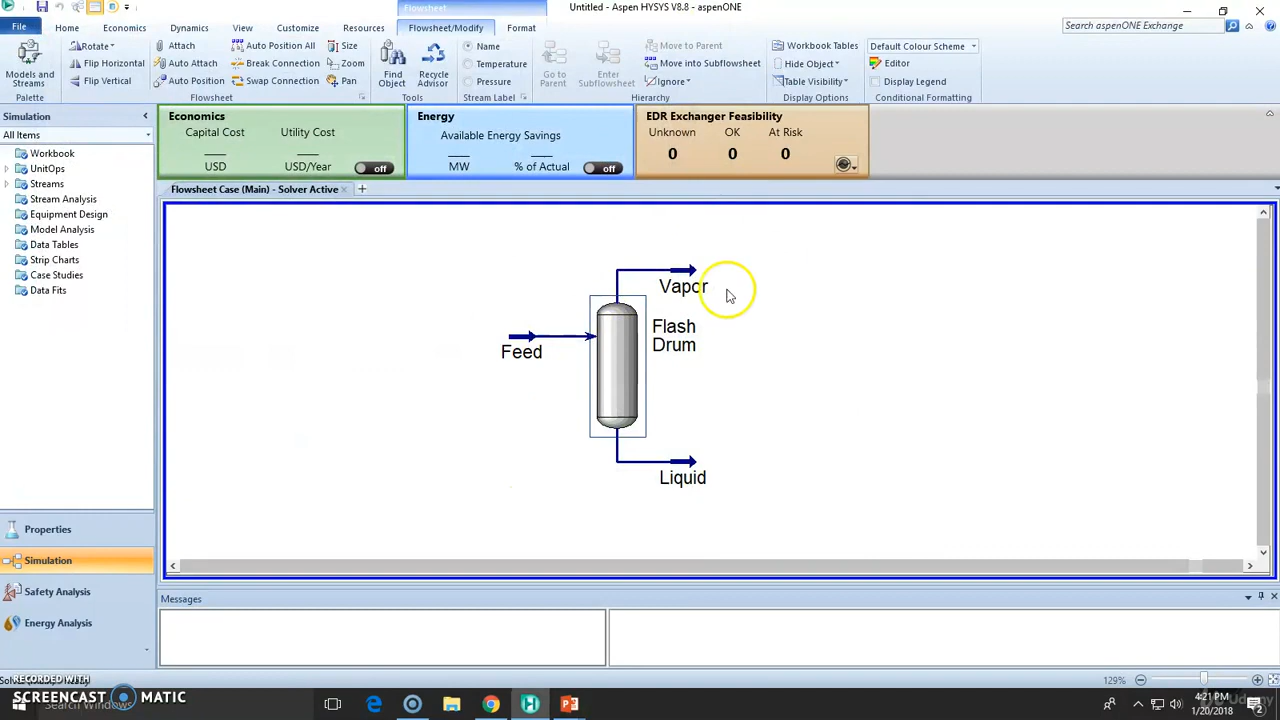 Flowsheet
Untitled - Aspen HYSYS V8.8 - aspenONE
File
Home
Economics
Dynamics
View
Customize
Resources
Flowsheet/Modify
Format
Search aspenONE Exchange
Models and Streams
Palette
Rotate
Flip Horizontal
Flip Vertical
Attach
Auto Attach
Auto Position
Auto Position All
Break Connection
Swap Connection
Size
Zoom
Pan
Flowsheet
Find Object
Recycle Advisor
Tools
Name
Temperature
Pressure
Stream Label
Go to Parent
Enter Subflowsheet
Move to Parent
Move into Subflowsheet
Ignore
Hierarchy
Workbook Tables
Hide Object
Table Visibility
Display Options
Default Colour Scheme
Editor
Display Legend
Conditional Formatting
Simulation
All Items
Workbook
UnitOps
Streams
Stream Analysis
Equipment Design
Model Analysis
Data Tables
Strip Charts
Case Studies
Data Fits
Properties
Simulation
Safety Analysis
Energy Analysis
Economics
Capital Cost Utility Cost
USD USD/Year off
Energy
Available Energy Savings
MW % of Actual off
EDR Exchanger Feasibility
Unknown OK At Risk
0 0 0
Flowsheet Case (Main) - Solver Active
Vapor
Flash
Drum
Feed
Liquid
Messages
129%
RECORDED WITH
SCREENCAST MATIC
Search Windows
4:21 PM
1/20/2018
Udemy
2